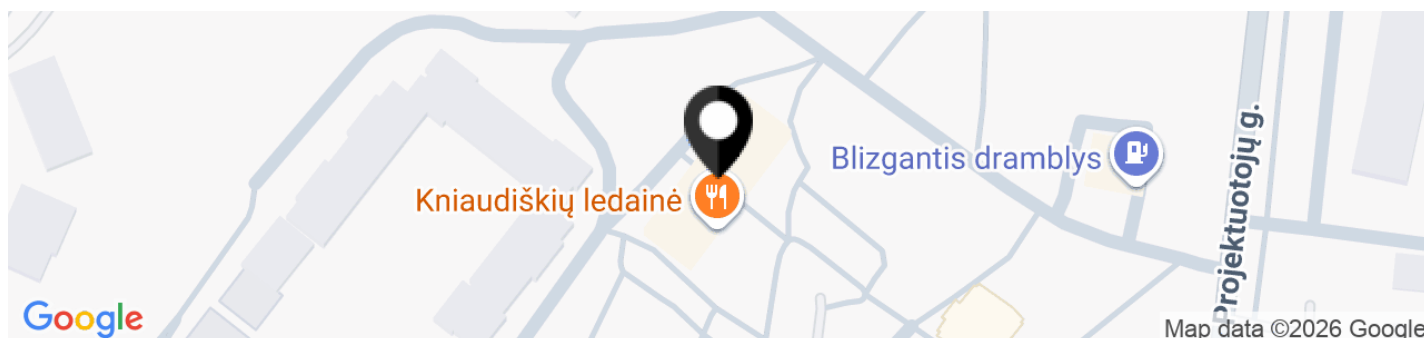 Blizgantis dramblys
Kniaudiškių ledainė
Projektuotojų g.
Google
Map data ©2026 Google